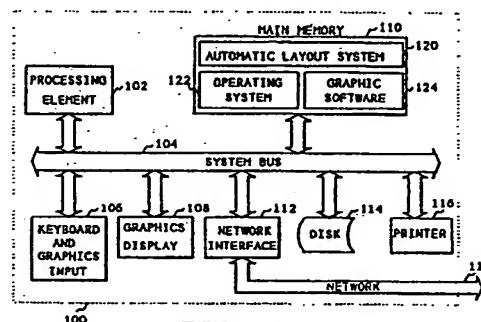 MAIN MEMORY 110
AUTOMATIC LAYOUT SYSTEM 120
PROCESSING
ELEMENT
102
122
OPERATING
SYSTEM
GRAPHIC
SOFTWARE
124
104
SYSTEM BUS
106
108
112
114
116
KEYBOARD
AND
GRAPHICS
INPUT
GRAPHICS
DISPLAY
NETWORK
INTERFACE
DISK
PRINTER
NETWORK
100